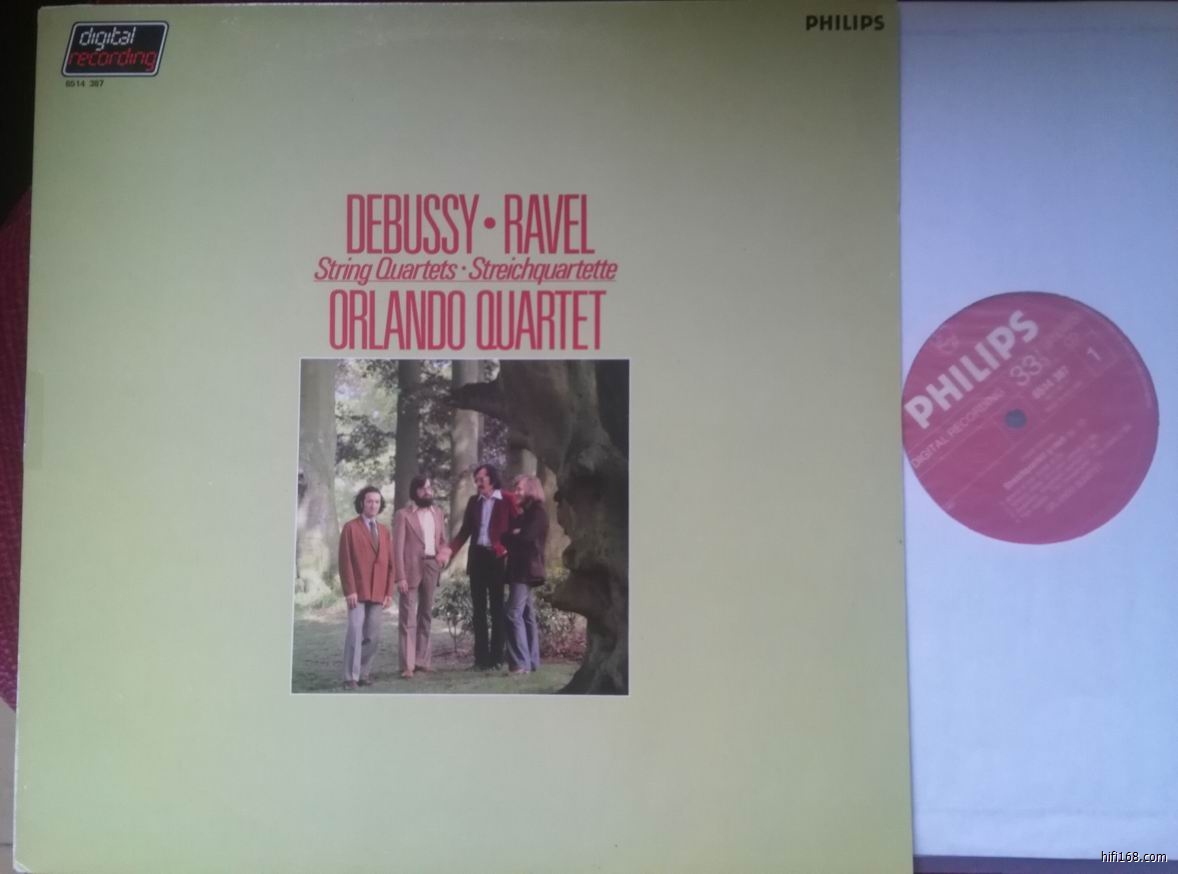 digital
recording
6514 387
PHILIPS
DEBUSSY • RAVEL
String Quartets · Streichquartette
ORLANDO QUARTET
PHILIPS
33
1
6514 387
DIGITAL RECORDING
hifi168.com